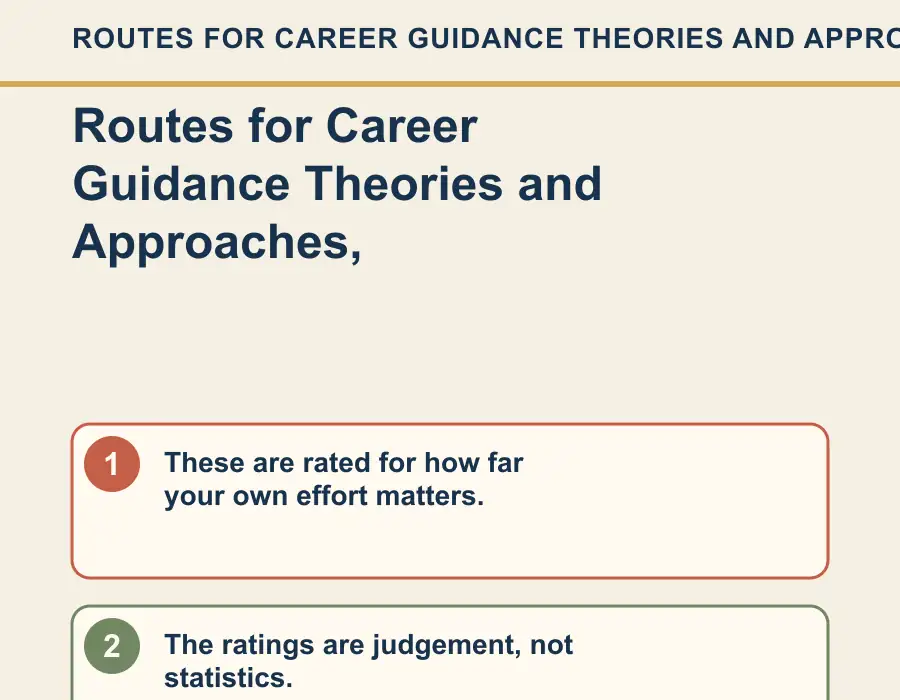 ROUTES FOR CAREER GUIDANCE THEORIES AND APPRO
Routes for Career
Guidance Theories and
Approaches,
1
These are rated for how far
your own effort matters.
2
The ratings are judgement, not
statistics.